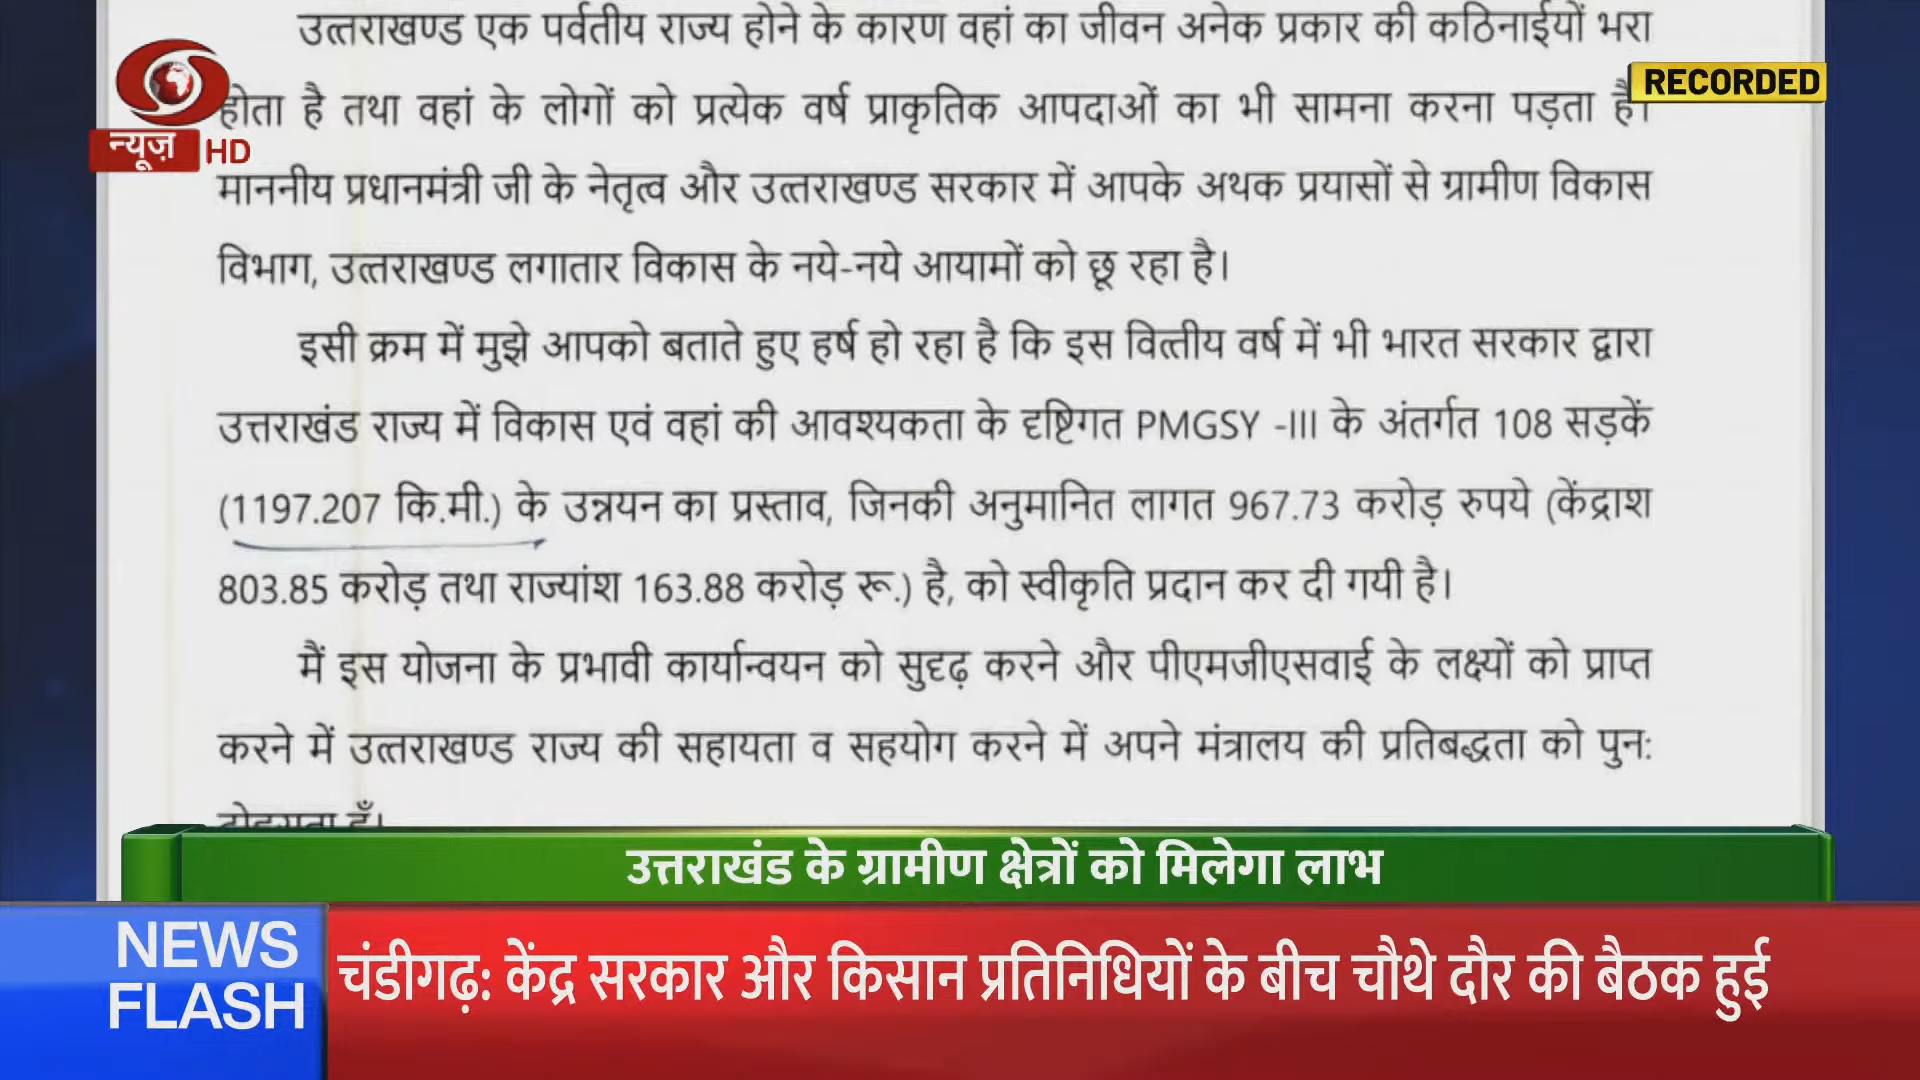 उत्तराखण्ड एक पर्वतीय राज्य होने के कारण वहां का जीवन अनेक प्रकार की कठिनाईयों भरा
होता है तथा वहां के लोगों को प्रत्येक वर्ष प्राकृतिक आपदाओं का भी सामना करना पड़ता है।
माननीय प्रधानमंत्री जी के नेतृत्व और उत्तराखण्ड सरकार में आपके अथक प्रयासों से ग्रामीण विकास
विभाग, उत्तराखण्ड लगातार विकास के नये-नये आयामों को छू रहा है।
इसी क्रम में मुझे आपको बताते हुए हर्ष हो रहा है कि इस वित्तीय वर्ष में भी भारत सरकार द्वारा
उत्तराखंड राज्य में विकास एवं वहां की आवश्यकता के दृष्टिगत PMGSY -III के अंतर्गत 108 सड़कें
(1197.207 कि.मी.) के उन्नयन का प्रस्ताव, जिनकी अनुमानित लागत 967.73 करोड़ रुपये (केंद्राश
803.85 करोड़ तथा राज्यांश 163.88 करोड़ रू.) है, को स्वीकृति प्रदान कर दी गयी है।
मैं इस योजना के प्रभावी कार्यान्वयन को सुदृढ़ करने और पीएमजीएसवाई के लक्ष्यों को प्राप्त
करने में उत्तराखण्ड राज्य की सहायता व सहयोग करने में अपने मंत्रालय की प्रतिबद्धता को पुन:
न्यूज़ HD
RECORDED
उत्तराखंड के ग्रामीण क्षेत्रों को मिलेगा लाभ
NEWS
FLASH
चंडीगढ़: केंद्र सरकार और किसान प्रतिनिधियों के बीच चौथे दौर की बैठक हुई